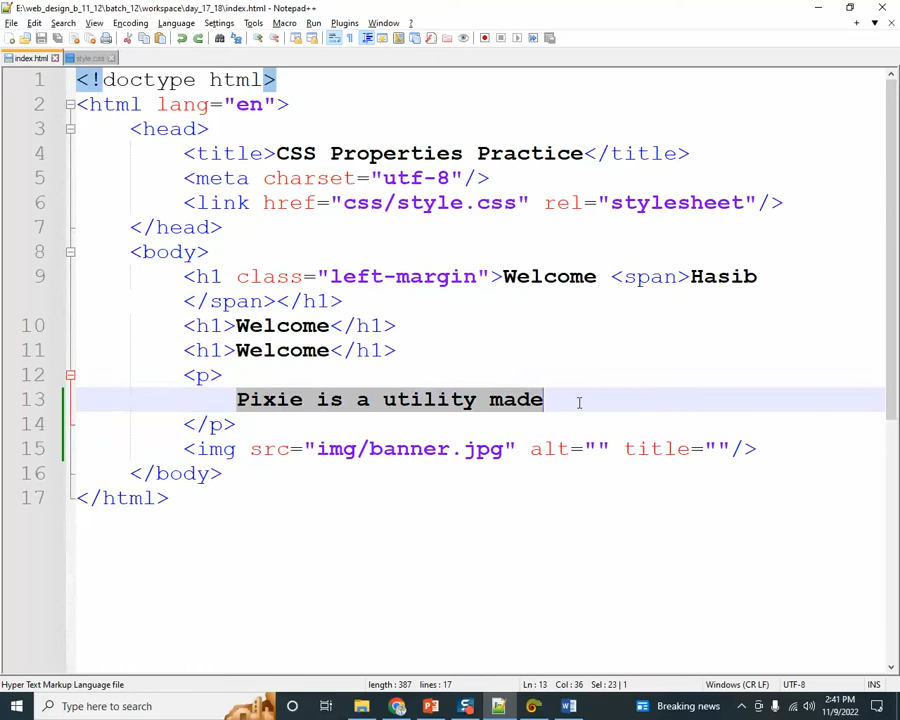 E:\web_design_b_11_12\batch_12\workspace\day_17_18\index.html - Notepad++
File Edit Search View Encoding Language Settings Tools Macro Run Plugins Window ?
index.html style.css
1 <!doctype html>
2 <html lang="en">
3 <head>
4 <title>CSS Properties Practice</title>
5 <meta charset="utf-8"/>
6 <link href="css/style.css" rel="stylesheet"/>
7 </head>
8 <body>
9 <h1 class="left-margin">Welcome <span>Hasib
</span></h1>
10 <h1>Welcome</h1>
11 <h1>Welcome</h1>
12 <p>
13 Pixie is a utility made
14 </p>
15 <img src="img/banner.jpg" alt="" title=""/>
16 </body>
17 </html>
Hyper Text Markup Language file length : 387 lines : 17 Ln : 13 Col : 36 Sel : 23 | 1 Windows (CR LF) UTF-8 INS
Type here to search Breaking news 2:41 PM
11/9/2022